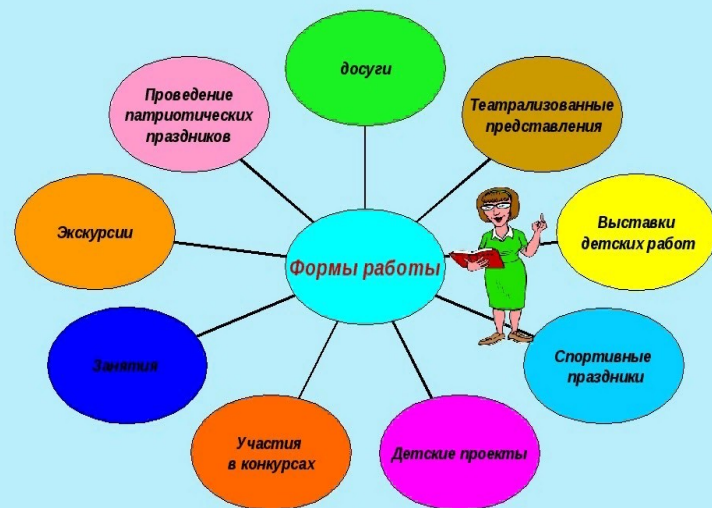 досуги
Проведение
патриотических
праздников
Театрализованные
представления
Экскурсии
Выставки
детских работ
Формы работы
Занятия
Спортивные
праздники
Участия
в конкурсах
Детские проекты